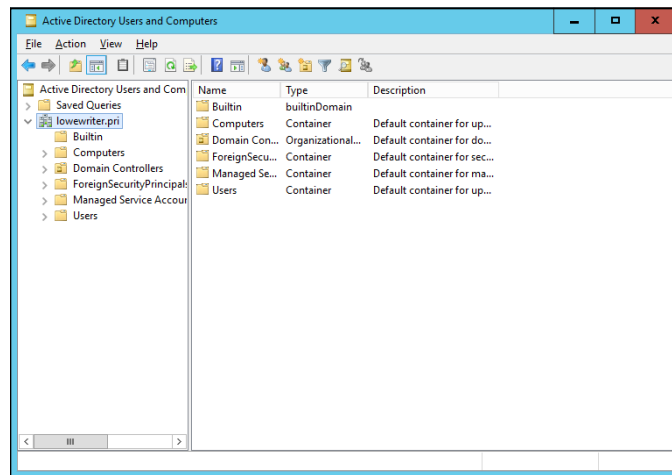 Active Directory Users and Computers
File Action View Help
Active Directory Users and Com
Saved Queries
lowewriter.pri
Builtin
Computers
Domain Controllers
ForeignSecurityPrincipals
Managed Service Accour
Users
Name Type Description
Builtin builtinDomain
Computers Container Default container for up...
Domain Con... Organizational... Default container for do...
ForeignSecu... Container Default container for sec...
Managed Se... Container Default container for ma...
Users Container Default container for up...